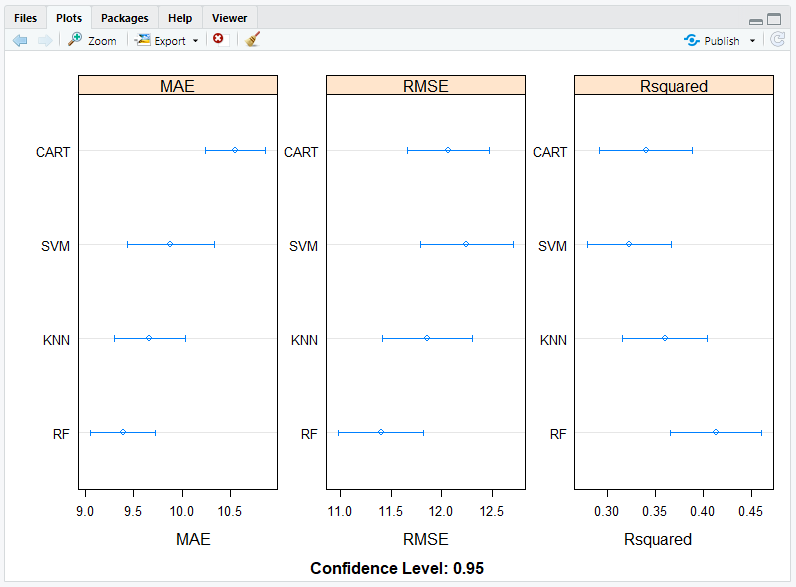 Files Plots Packages Help Viewer
Zoom Export Publish
MAE RMSE Rsquared
CART CART CART
SVM SVM SVM
KNN KNN KNN
RF RF RF
9.0 9.5 10.0 10.5 11.0 11.5 12.0 12.5 0.30 0.35 0.40 0.45
MAE RMSE Rsquared
Confidence Level: 0.95